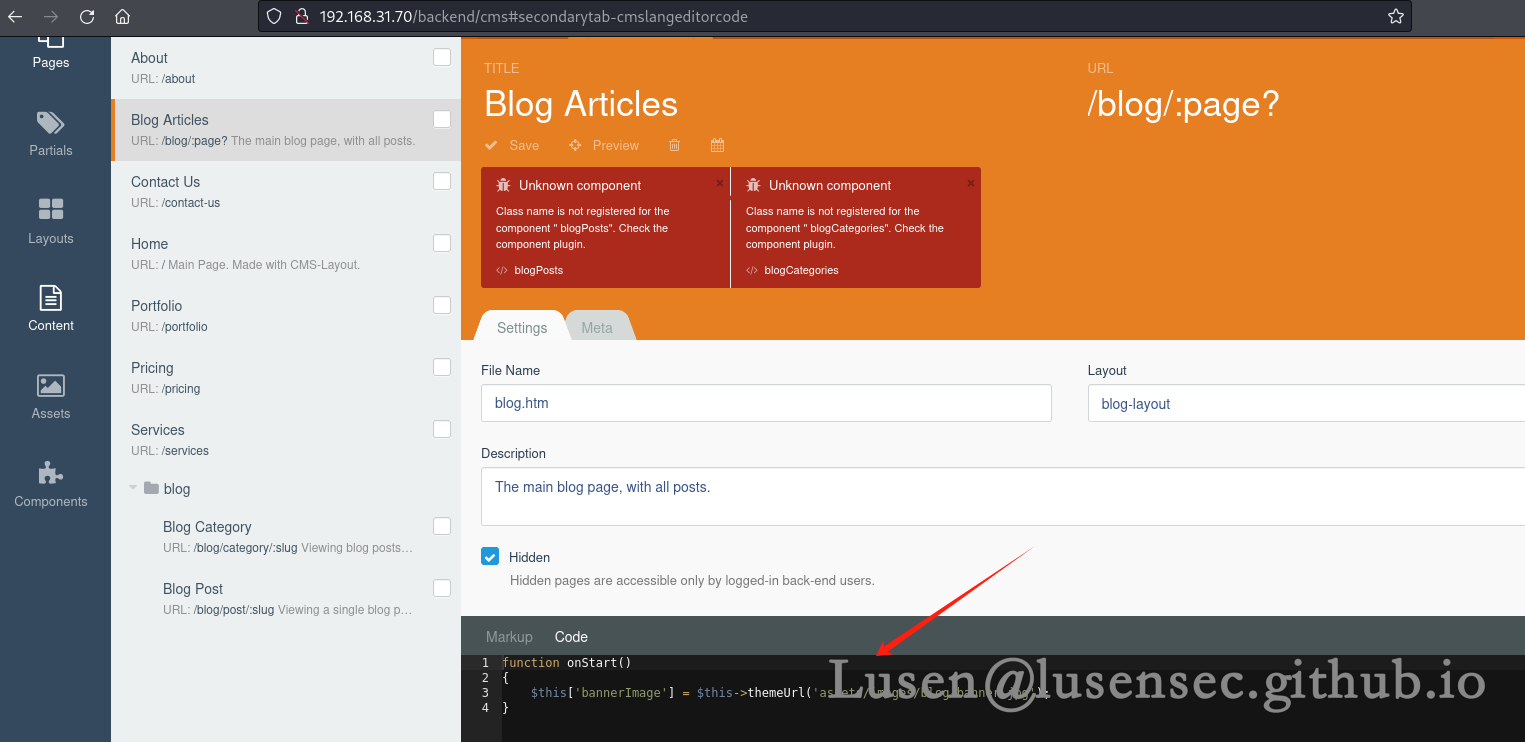 192.168.31.70/backend/cms#secondarytab-cmslangeditorcode
Pages
Partials
Layouts
Content
Assets
Components
About
URL: /about
Blog Articles
URL: /blog/:page? The main blog page, with all posts.
Contact Us
URL: /contact-us
Home
URL: / Main Page. Made with CMS-Layout.
Portfolio
URL: /portfolio
Pricing
URL: /pricing
Services
URL: /services
blog
Blog Category
URL: /blog/category/:slug Viewing blog posts…
Blog Post
URL: /blog/post/:slug Viewing a single blog p…
TITLE
Blog Articles
URL
/blog/:page?
Save
Preview
Unknown component
Class name is not registered for the
component " blogPosts". Check the
component plugin.
</> blogPosts
Unknown component
Class name is not registered for the
component " blogCategories". Check the
component plugin.
</> blogCategories
Settings
Meta
File Name
blog.htm
Layout
blog-layout
Description
The main blog page, with all posts.
Hidden
Hidden pages are accessible only by logged-in back-end users.
Markup
Code
1 function onStart()
2 {
3 $this['bannerImage'] = $this->themeUrl('assets/images/blog-banner.jpg');
4 }
Lusen@lusensec.github.io